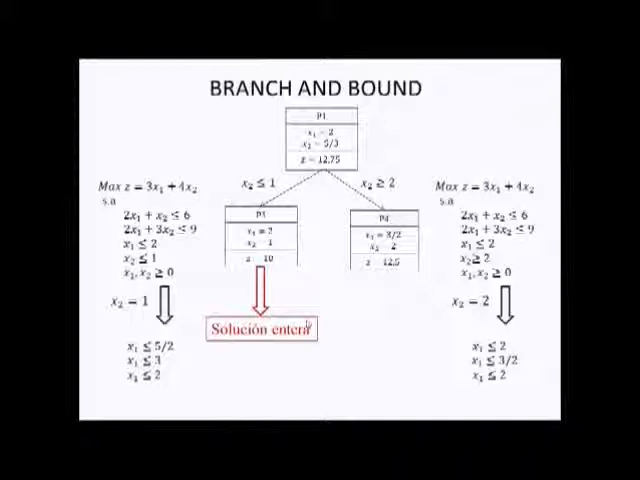 BRANCH AND BOUND
P1
x₁ = 2
x₂ = 5/3
z = 12.75
x₂ ≤ 1
x₂ ≥ 2
Max z = 3x₁ + 4x₂
s.a
2x₁ + x₂ ≤ 6
2x₁ + 3x₂ ≤ 9
x₁ ≤ 2
x₂ ≤ 1
x₁, x₂ ≥ 0
x₂ = 1
x₁ ≤ 5/2
x₁ ≤ 3
x₁ ≤ 2
P3
x₁ = 2
x₂ = 1
z = 10
Solución entera
P4
x₁ = 3/2
x₂ = 2
z = 12.5
Max z = 3x₁ + 4x₂
s.a
2x₁ + x₂ ≤ 6
2x₁ + 3x₂ ≤ 9
x₁ ≤ 2
x₂ ≥ 2
x₁, x₂ ≥ 0
x₂ = 2
x₁ ≤ 2
x₁ ≤ 3/2
x₁ ≤ 2